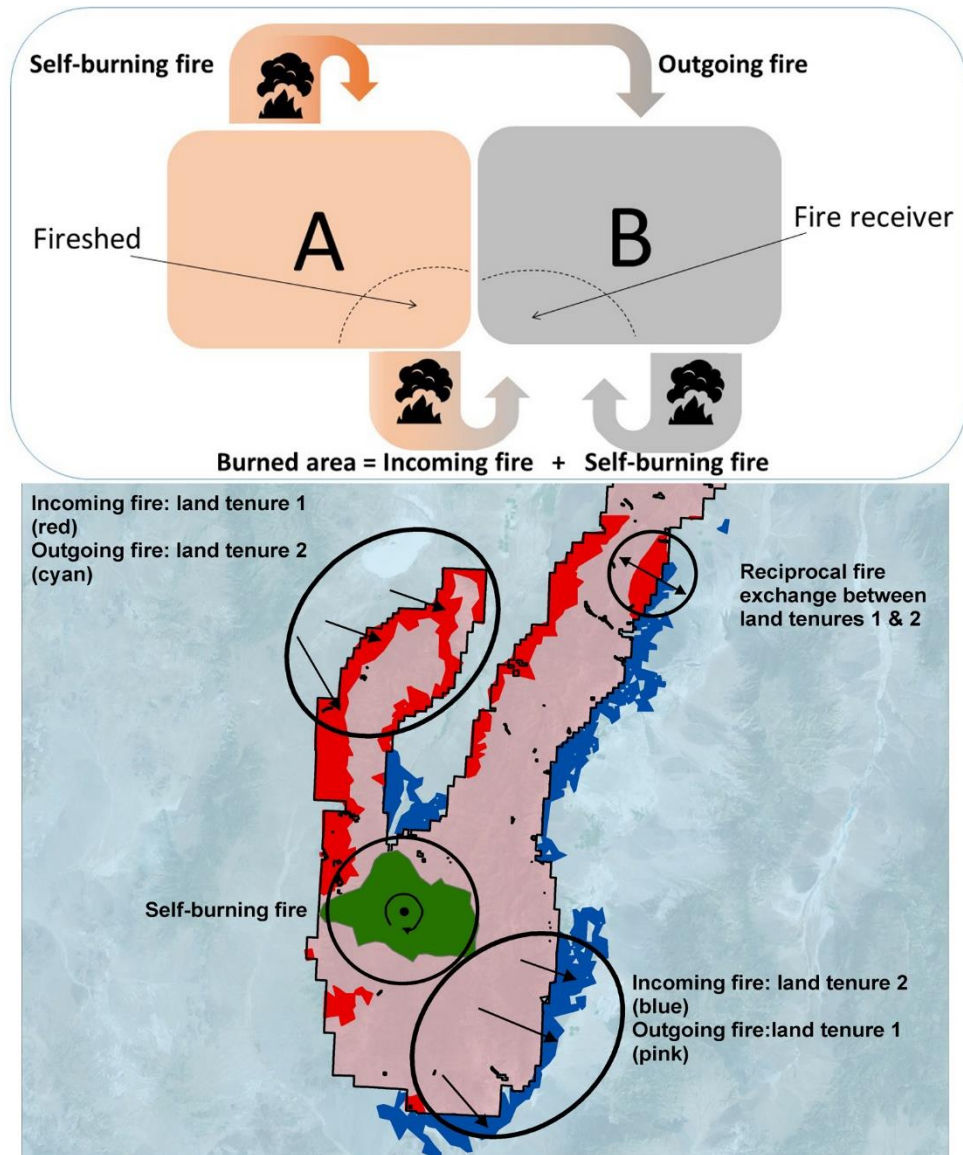 Self-burning fire
Outgoing fire
A
B
Fireshed
Fire receiver
Burned area = Incoming fire + Self-burning fire
Incoming fire: land tenure 1
(red)
Outgoing fire: land tenure 2
(cyan)
Reciprocal fire
exchange between
land tenures 1 & 2
Self-burning fire
Incoming fire: land tenure 2
(blue)
Outgoing fire:land tenure 1
(pink)